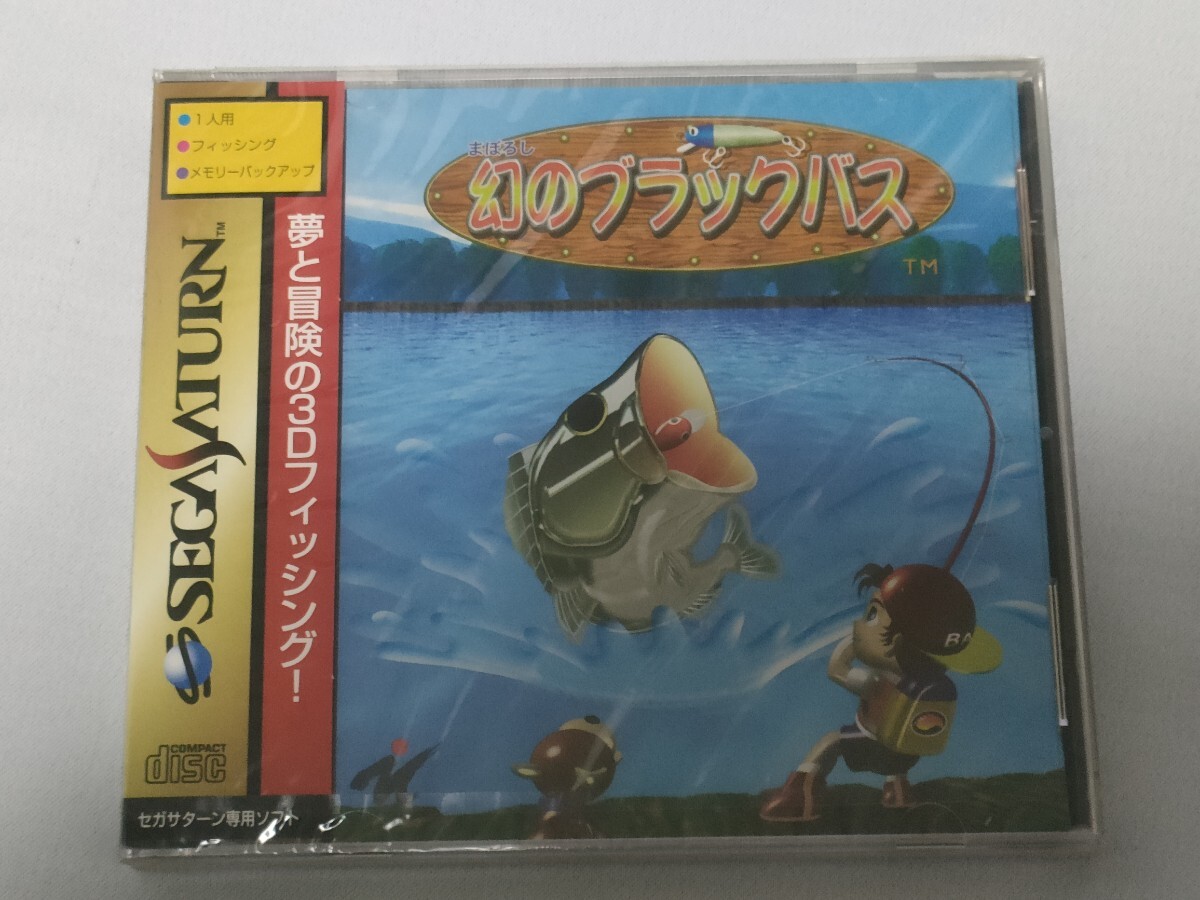 1人用
フィッシング
メモリーバックアップ
SEGA SATURN™
夢と冒険の3Dフィッシング!
COMPACT
disc
セガサターン専用ソフト
まぼろし
幻のブラックバス
TM
BA